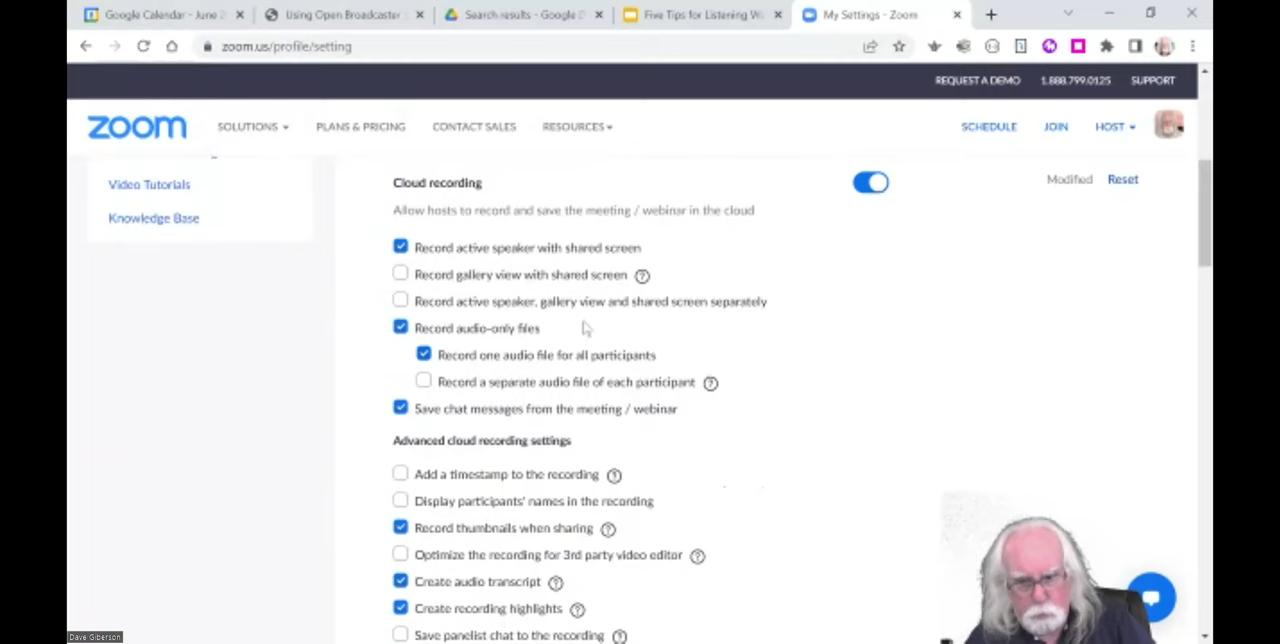 Google Calendar - June 2
Using Open Broadcaster
Search results - Google D
Five Tips for Listening Wi
My Settings - Zoom
zoom.us/profile/setting
REQUEST A DEMO 1.888.799.0125 SUPPORT
zoom SOLUTIONS PLANS & PRICING CONTACT SALES RESOURCES SCHEDULE JOIN HOST
Video Tutorials
Knowledge Base
Cloud recording Modified Reset
Allow hosts to record and save the meeting / webinar in the cloud
Record active speaker with shared screen
Record gallery view with shared screen ?
Record active speaker, gallery view and shared screen separately
Record audio-only files
Record one audio file for all participants
Record a separate audio file of each participant ?
Save chat messages from the meeting / webinar
Advanced cloud recording settings
Add a timestamp to the recording ?
Display participants' names in the recording
Record thumbnails when sharing ?
Optimize the recording for 3rd party video editor ?
Create audio transcript ?
Create recording highlights ?
Save panelist chat to the recording ?
Dave Giberson